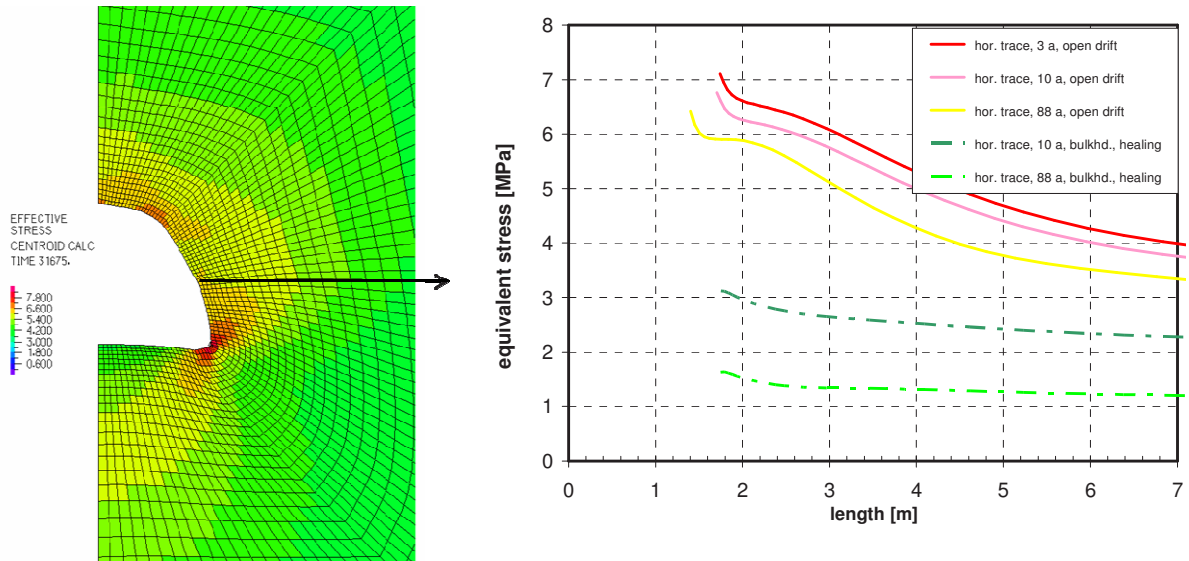 EFFECTIVE
STRESS
CENTROID CALC
TIME 31675.
7.800
6.600
5.400
4.200
3.000
1.800
0.600
equivalent stress [MPa]
8
7
6
5
4
3
2
1
0
hor. trace, 3 a, open drift
hor. trace, 10 a, open drift
hor. trace, 88 a, open drift
hor. trace, 10 a, bulkhd., healing
hor. trace, 88 a, bulkhd., healing
0 1 2 3 4 5 6 7
length [m]